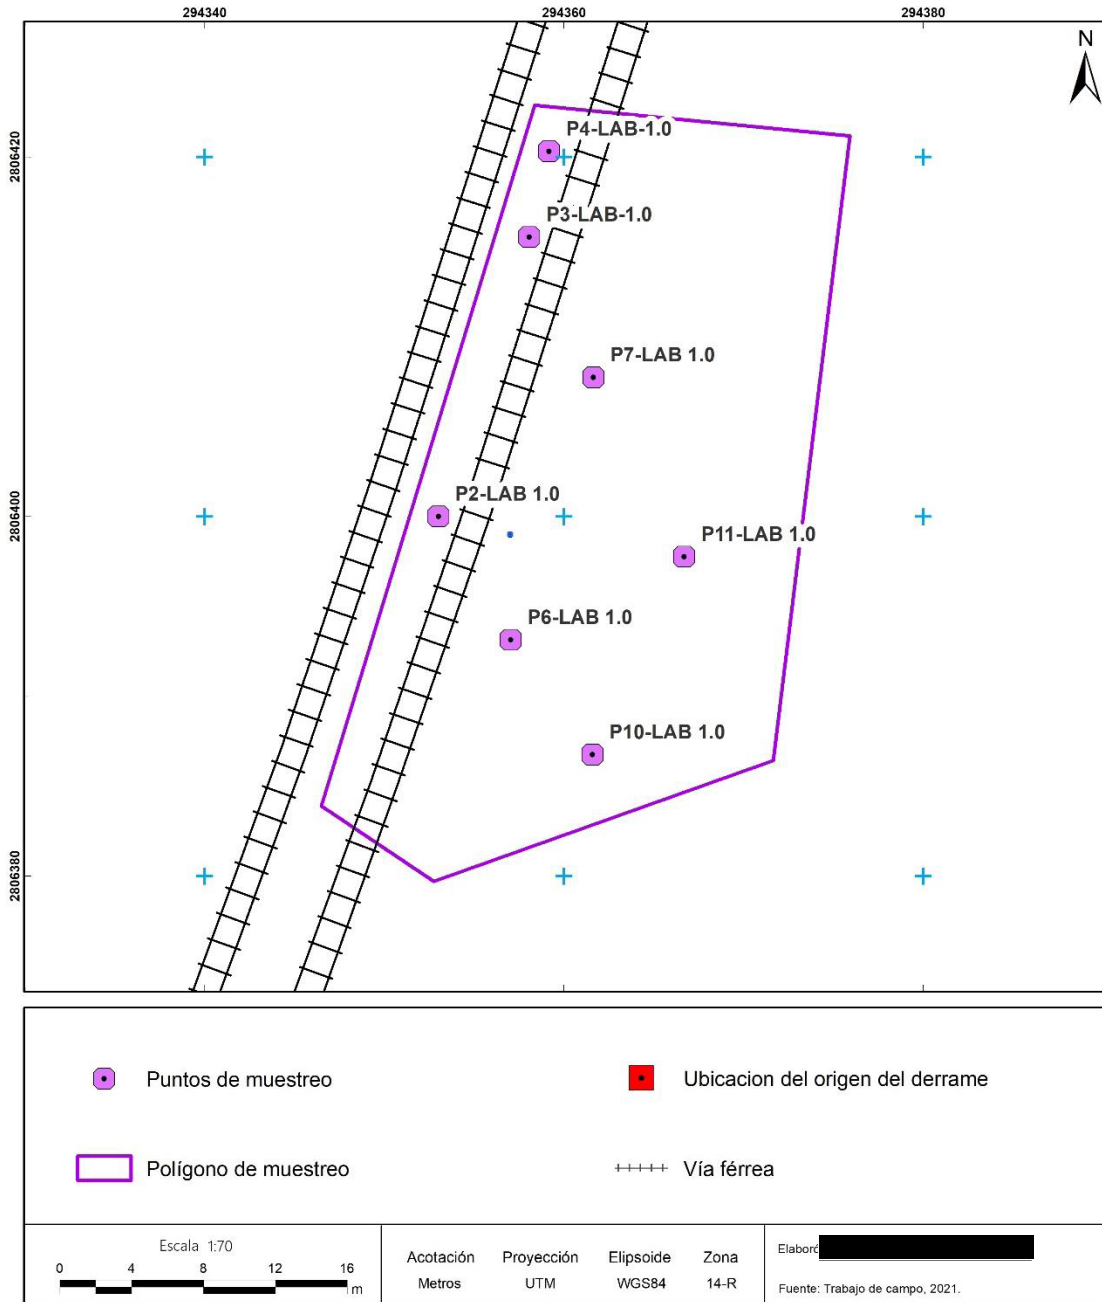 294340
294360
294380
N
2806420
2806400
2806380
P4-LAB-1.0
P3-LAB-1.0
P7-LAB 1.0
P2-LAB 1.0
P11-LAB 1.0
P6-LAB 1.0
P10-LAB 1.0
Puntos de muestreo
Ubicacion del origen del derrame
Polígono de muestreo
Vía férrea
Escala 1:70
0 4 8 12 16
m
Acotación Proyección Elipsoide Zona
Metros UTM WGS84 14-R
Elaboró
Fuente: Trabajo de campo, 2021.